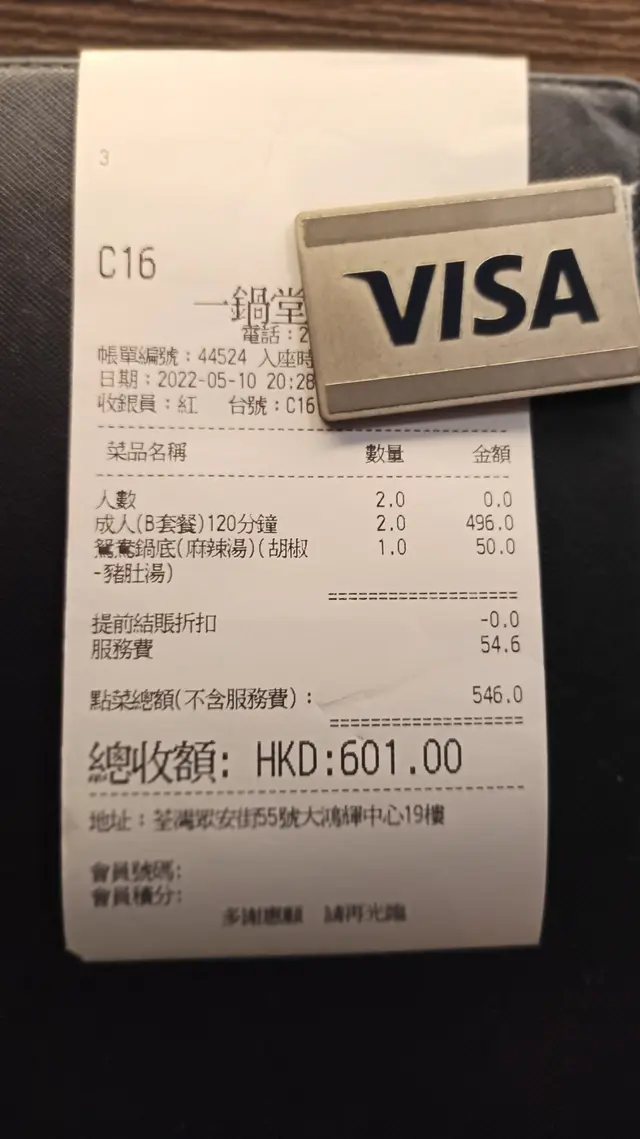 3
C16
一鍋堂
VISA
電話：2
帳單編號：44524 入座時
日期：2022-05-10 20:28
收銀員：紅 台號：C16
菜品名稱 數量 金額
人數 2.0 0.0
成人(B套餐)120分鐘 2.0 496.0
鴛鴦鍋底(麻辣湯)(胡椒 1.0 50.0
-豬肚湯)
提前結賬折扣 -0.0
服務費 54.6
點菜總額(不含服務費)： 546.0
總收額: HKD:601.00
地址：荃灣眾安街55號大鴻輝中心19樓
會員號碼:
會員積分:
多謝惠顧 請再光臨